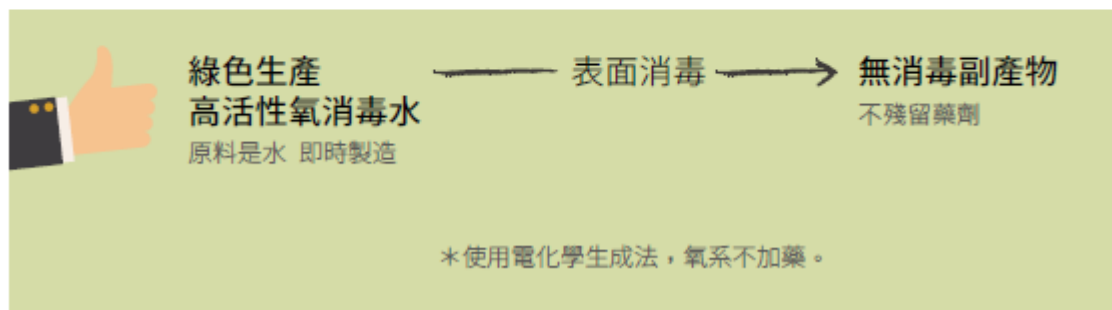 綠色生產
高活性氧消毒水
原料是水 即時製造
表面消毒
無消毒副產物
不殘留藥劑
＊使用電化學生成法，氧系不加藥。